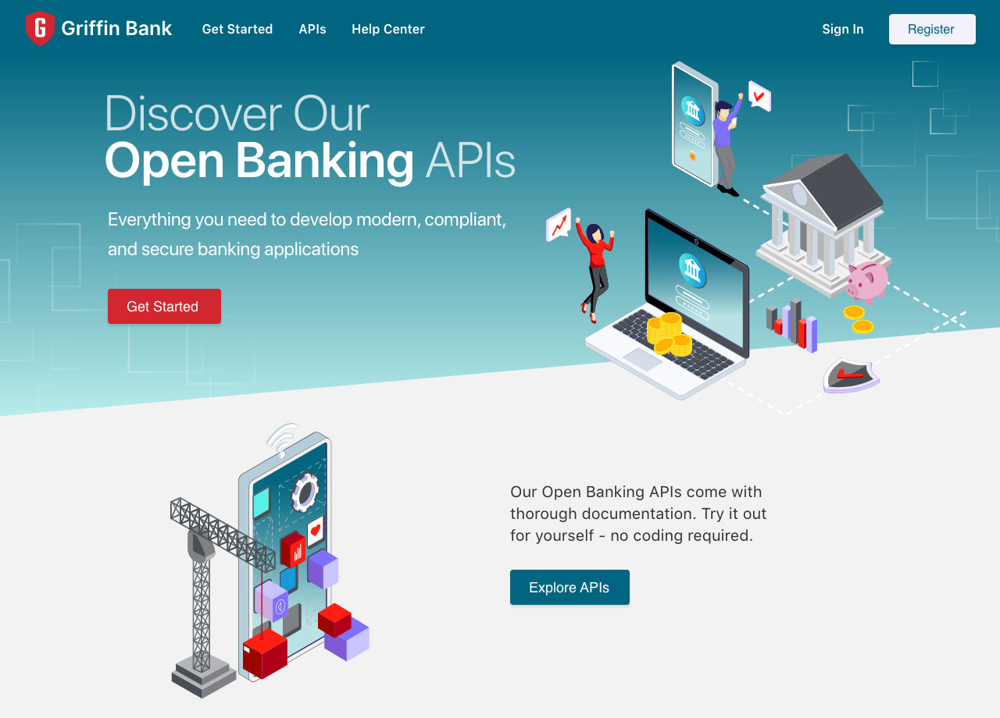 G Griffin Bank Get Started APIs Help Center Sign In Register
Discover Our
Open Banking APIs
Everything you need to develop modern, compliant,
and secure banking applications
Get Started
Our Open Banking APIs come with
thorough documentation. Try it out
for yourself - no coding required.
Explore APIs